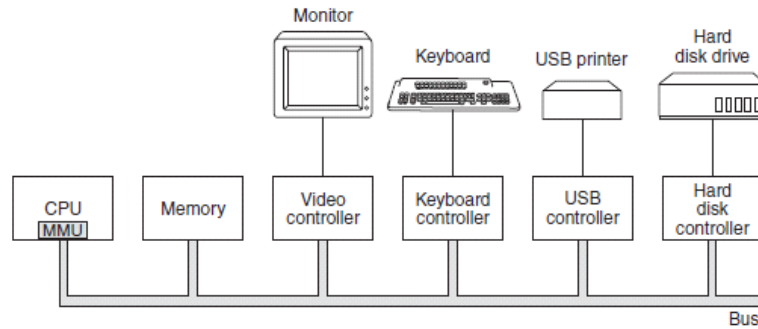 Monitor
Keyboard
USB printer
Hard
disk drive
CPU
MMU
Memory
Video
controller
Keyboard
controller
USB
controller
Hard
disk
controller
Bus